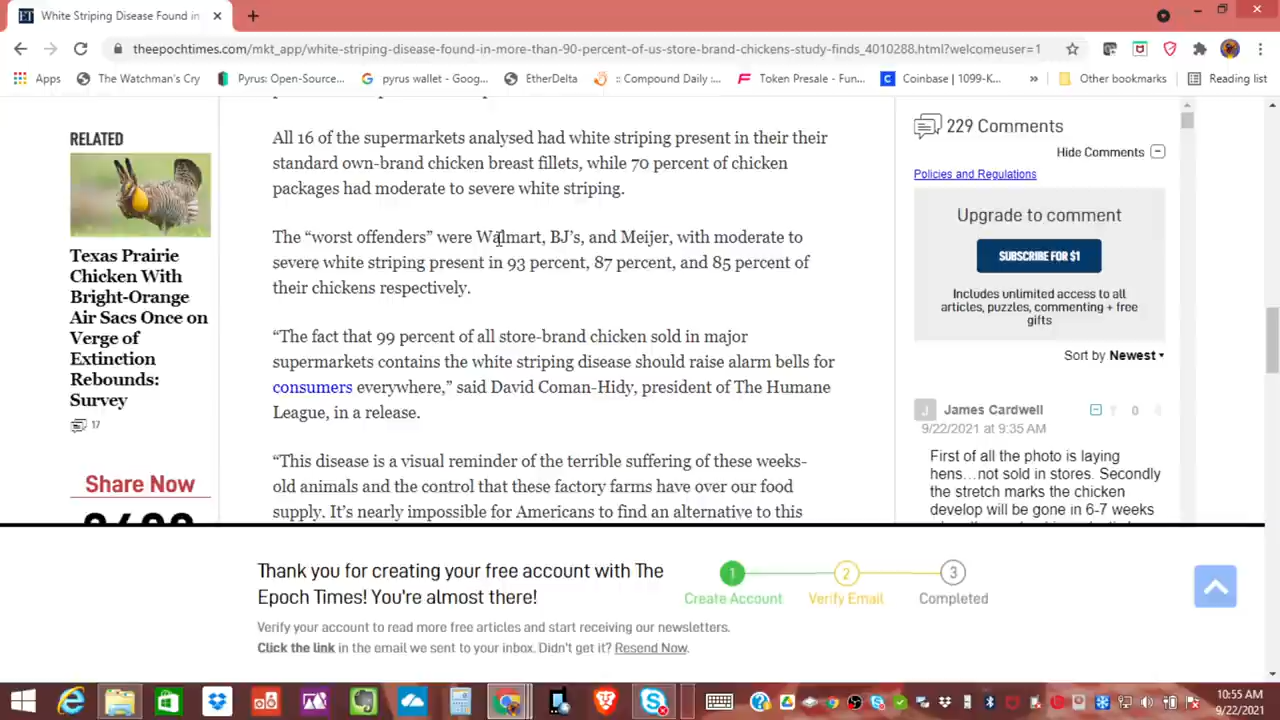 White Striping Disease Found in
theepochtimes.com/mkt_app/white-striping-disease-found-in-more-than-90-percent-of-us-store-brand-chickens-study-finds_4010288.html?welcomeuser=1
Apps The Watchman's Cry Pyrus: Open-Source... pyrus wallet - Goog... EtherDelta :: Compound Daily :... Token Presale - Fun... Coinbase | 1099-K... » Other bookmarks Reading list
RELATED
Texas Prairie
Chicken With
Bright-Orange
Air Sacs Once on
Verge of
Extinction
Rebounds:
Survey
17
Share Now
All 16 of the supermarkets analysed had white striping present in their their
standard own-brand chicken breast fillets, while 70 percent of chicken
packages had moderate to severe white striping.
The “worst offenders” were Walmart, BJ’s, and Meijer, with moderate to
severe white striping present in 93 percent, 87 percent, and 85 percent of
their chickens respectively.
“The fact that 99 percent of all store-brand chicken sold in major
supermarkets contains the white striping disease should raise alarm bells for
consumers everywhere,” said David Coman-Hidy, president of The Humane
League, in a release.
“This disease is a visual reminder of the terrible suffering of these weeks-
old animals and the control that these factory farms have over our food
supply. It’s nearly impossible for Americans to find an alternative to this
229 Comments
Hide Comments
Policies and Regulations
Upgrade to comment
SUBSCRIBE FOR $1
Includes unlimited access to all
articles, puzzles, commenting + free
gifts
Sort by Newest
J James Cardwell 0
9/22/2021 at 9:35 AM
First of all the photo is laying
hens...not sold in stores. Secondly
the stretch marks the chicken
develop will be gone in 6-7 weeks
Thank you for creating your free account with The
Epoch Times! You're almost there!
Verify your account to read more free articles and start receiving our newsletters.
Click the link in the email we sent to your inbox. Didn't get it? Resend Now.
1 2 3
Create Account Verify Email Completed
10:55 AM
9/22/2021